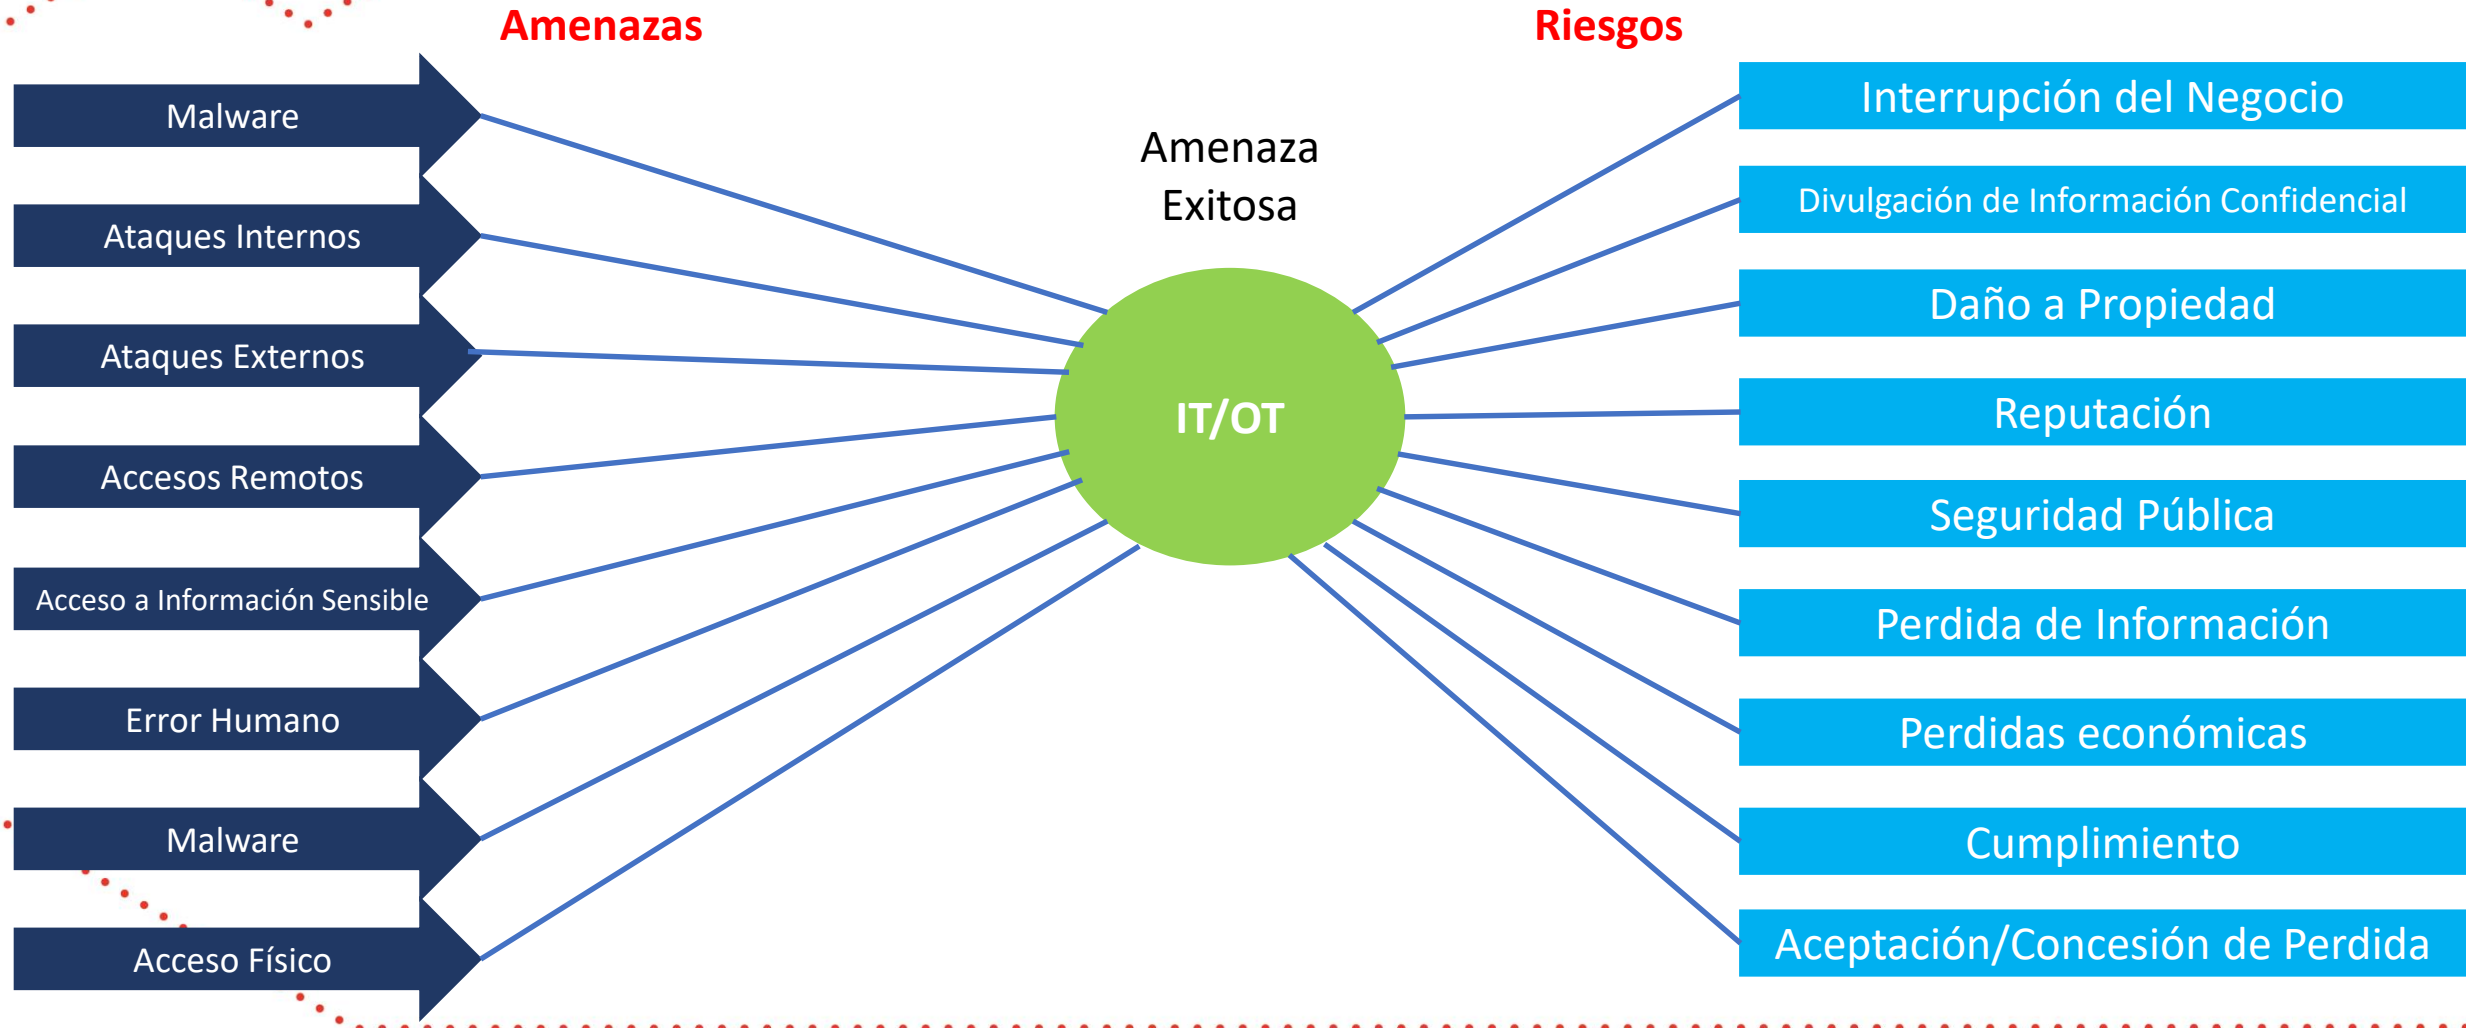 Amenazas
Riesgos
Malware
Ataques Internos
Ataques Externos
Accesos Remotos
Acceso a Información Sensible
Error Humano
Malware
Acceso Físico
Amenaza
Exitosa
IT/OT
Interrupción del Negocio
Divulgación de Información Confidencial
Daño a Propiedad
Reputación
Seguridad Pública
Perdida de Información
Perdidas económicas
Cumplimiento
Aceptación/Concesión de Perdida